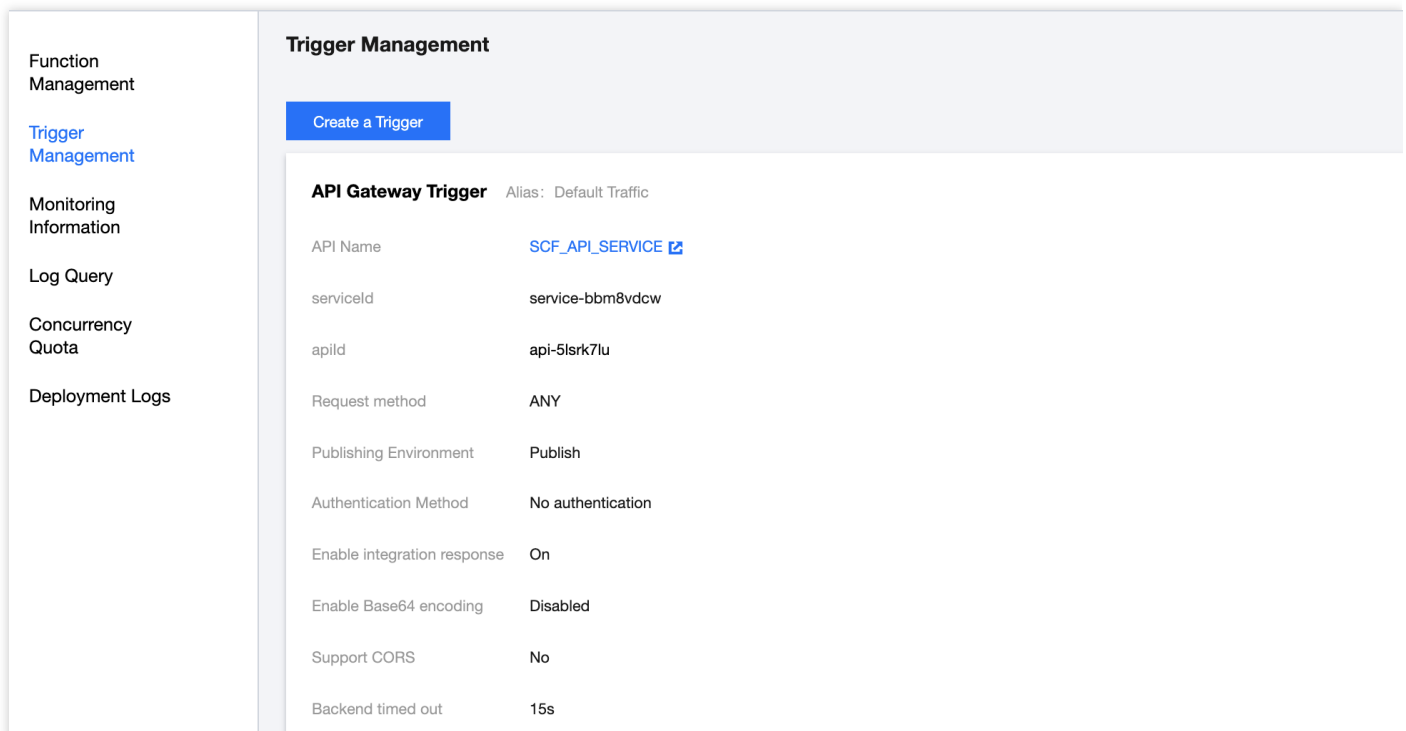 Function
Management
Trigger
Management
Monitoring
Information
Log Query
Concurrency
Quota
Deployment Logs
Trigger Management
Create a Trigger
API Gateway Trigger Alias: Default Traffic
API Name SCF_API_SERVICE
serviceId service-bbm8vdcw
apiId api-5lsrk7lu
Request method ANY
Publishing Environment Publish
Authentication Method No authentication
Enable integration response On
Enable Base64 encoding Disabled
Support CORS No
Backend timed out 15s